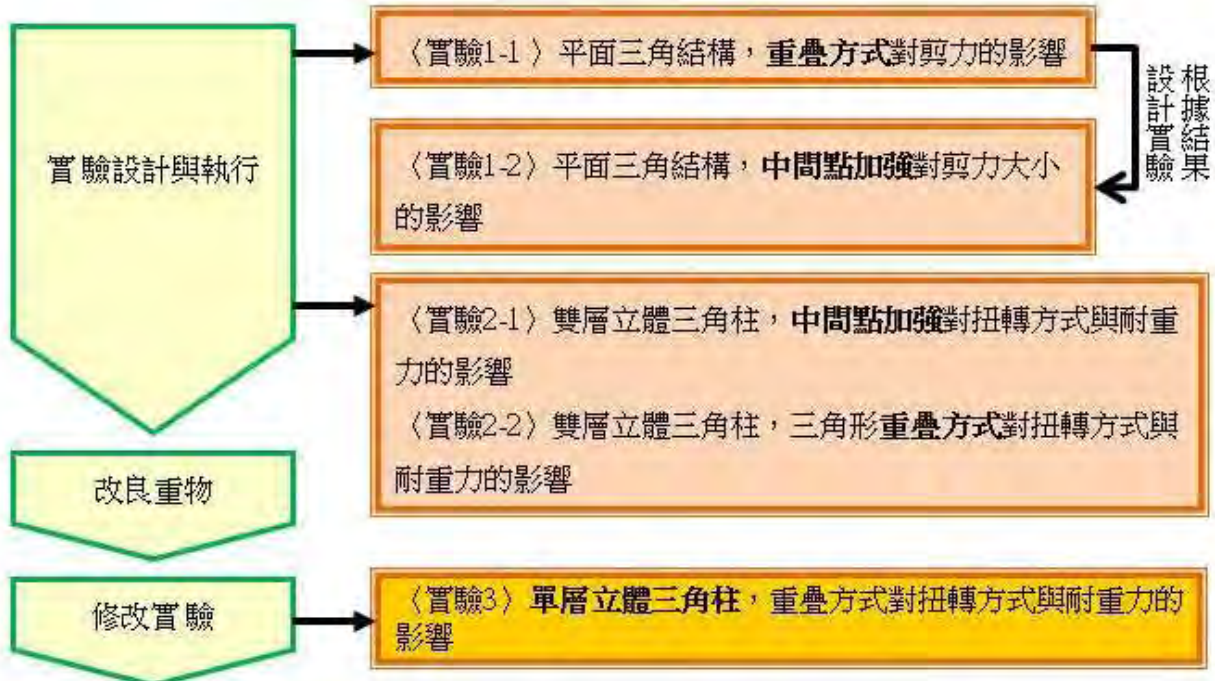 實驗設計與執行
〈實驗1-1〉平面三角結構，重疊方式對剪力的影響
〈實驗1-2〉平面三角結構，中間點加強對剪力大小
的影響
根據結果
設計實驗
〈實驗2-1〉雙層立體三角柱，中間點加強對扭轉方式與耐重
力的影響
〈實驗2-2〉雙層立體三角柱，三角形重疊方式對扭轉方式與
耐重力的影響
改良重物
修改實驗
〈實驗3〉單層立體三角柱，重疊方式對扭轉方式與耐重力的
影響